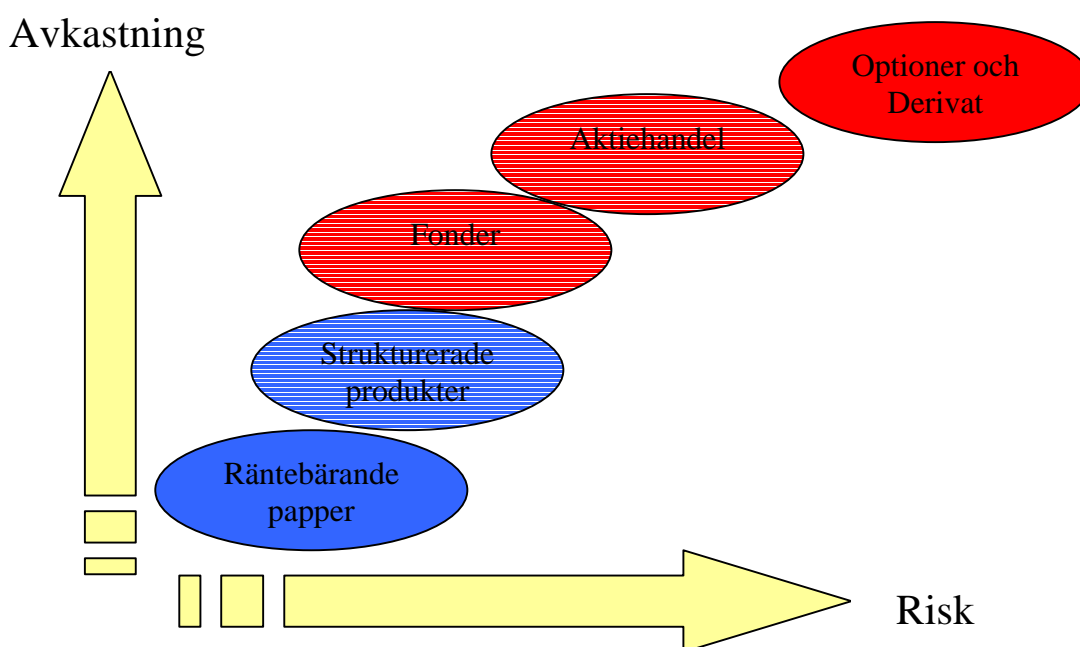 Avkastning
Optioner och
Derivat
Aktiehandel
Fonder
Strukturerade
produkter
Räntebärande
papper
Risk